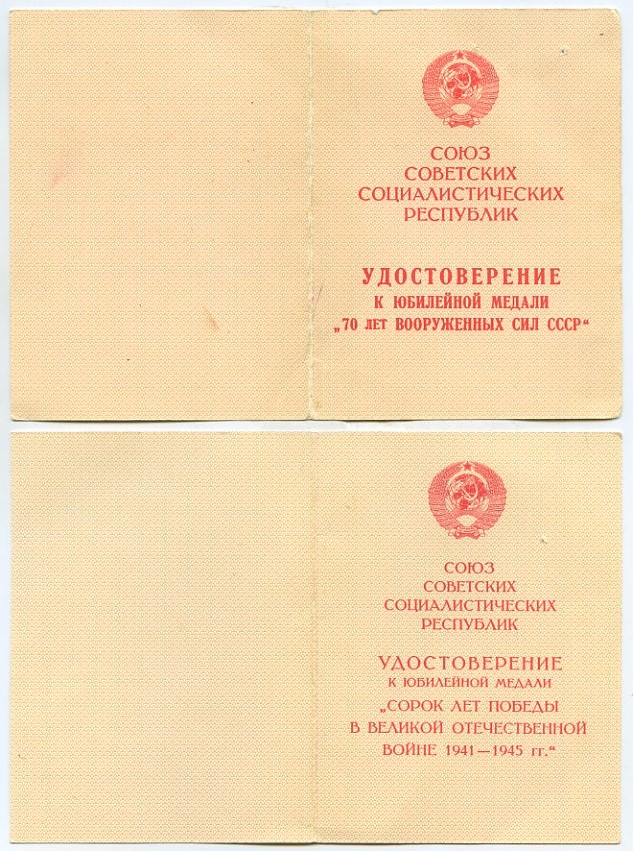 СОЮЗ
СОВЕТСКИХ
СОЦИАЛИСТИЧЕСКИХ
РЕСПУБЛИК
УДОСТОВЕРЕНИЕ
К ЮБИЛЕЙНОЙ МЕДАЛИ
„70 ЛЕТ ВООРУЖЕННЫХ СИЛ СССР“
СОЮЗ
СОВЕТСКИХ
СОЦИАЛИСТИЧЕСКИХ
РЕСПУБЛИК
УДОСТОВЕРЕНИЕ
К ЮБИЛЕЙНОЙ МЕДАЛИ
„СОРОК ЛЕТ ПОБЕДЫ
В ВЕЛИКОЙ ОТЕЧЕСТВЕННОЙ
ВОЙНЕ 1941—1945 гг.“